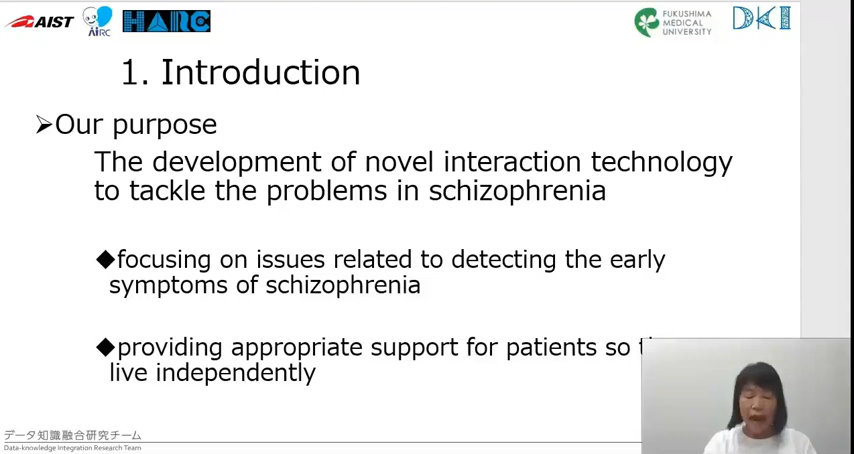 AIST
AIRC
HARC
FUKUSHIMA
MEDICAL
UNIVERSITY
DKI
1. Introduction
➢Our purpose
The development of novel interaction technology
to tackle the problems in schizophrenia
◆focusing on issues related to detecting the early
symptoms of schizophrenia
◆providing appropriate support for patients so
live independently
データ知識融合研究チーム
Data-knowledge Integration Research Team